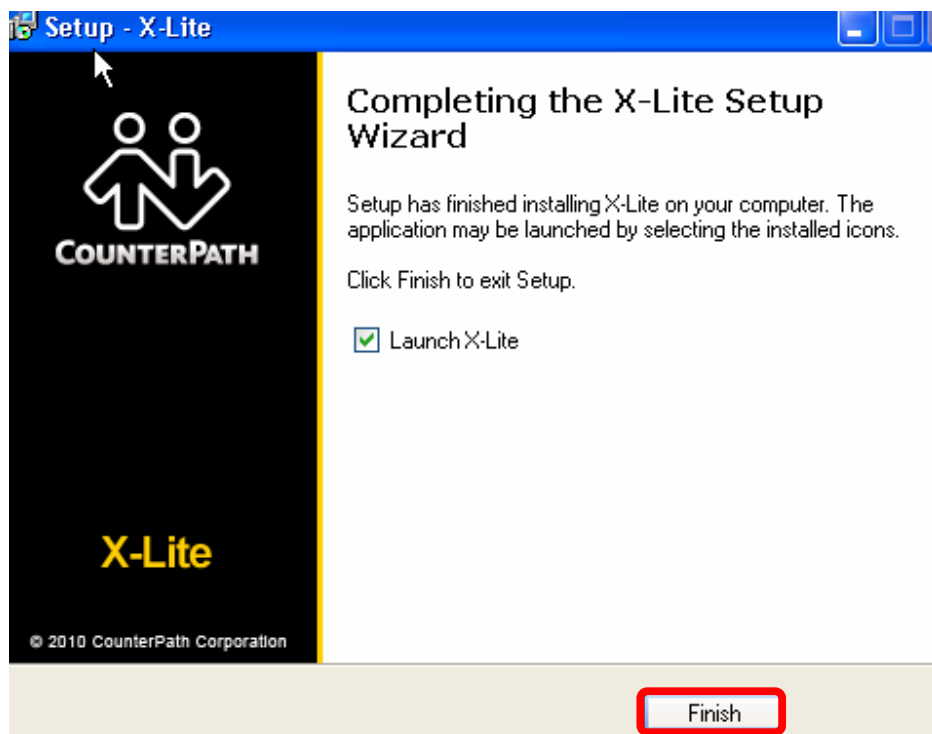 Setup - X-Lite
COUNTERPATH
X-Lite
© 2010 CounterPath Corporation
Completing the X-Lite Setup
Wizard
Setup has finished installing X-Lite on your computer. The
application may be launched by selecting the installed icons.
Click Finish to exit Setup.
Launch X-Lite
Finish